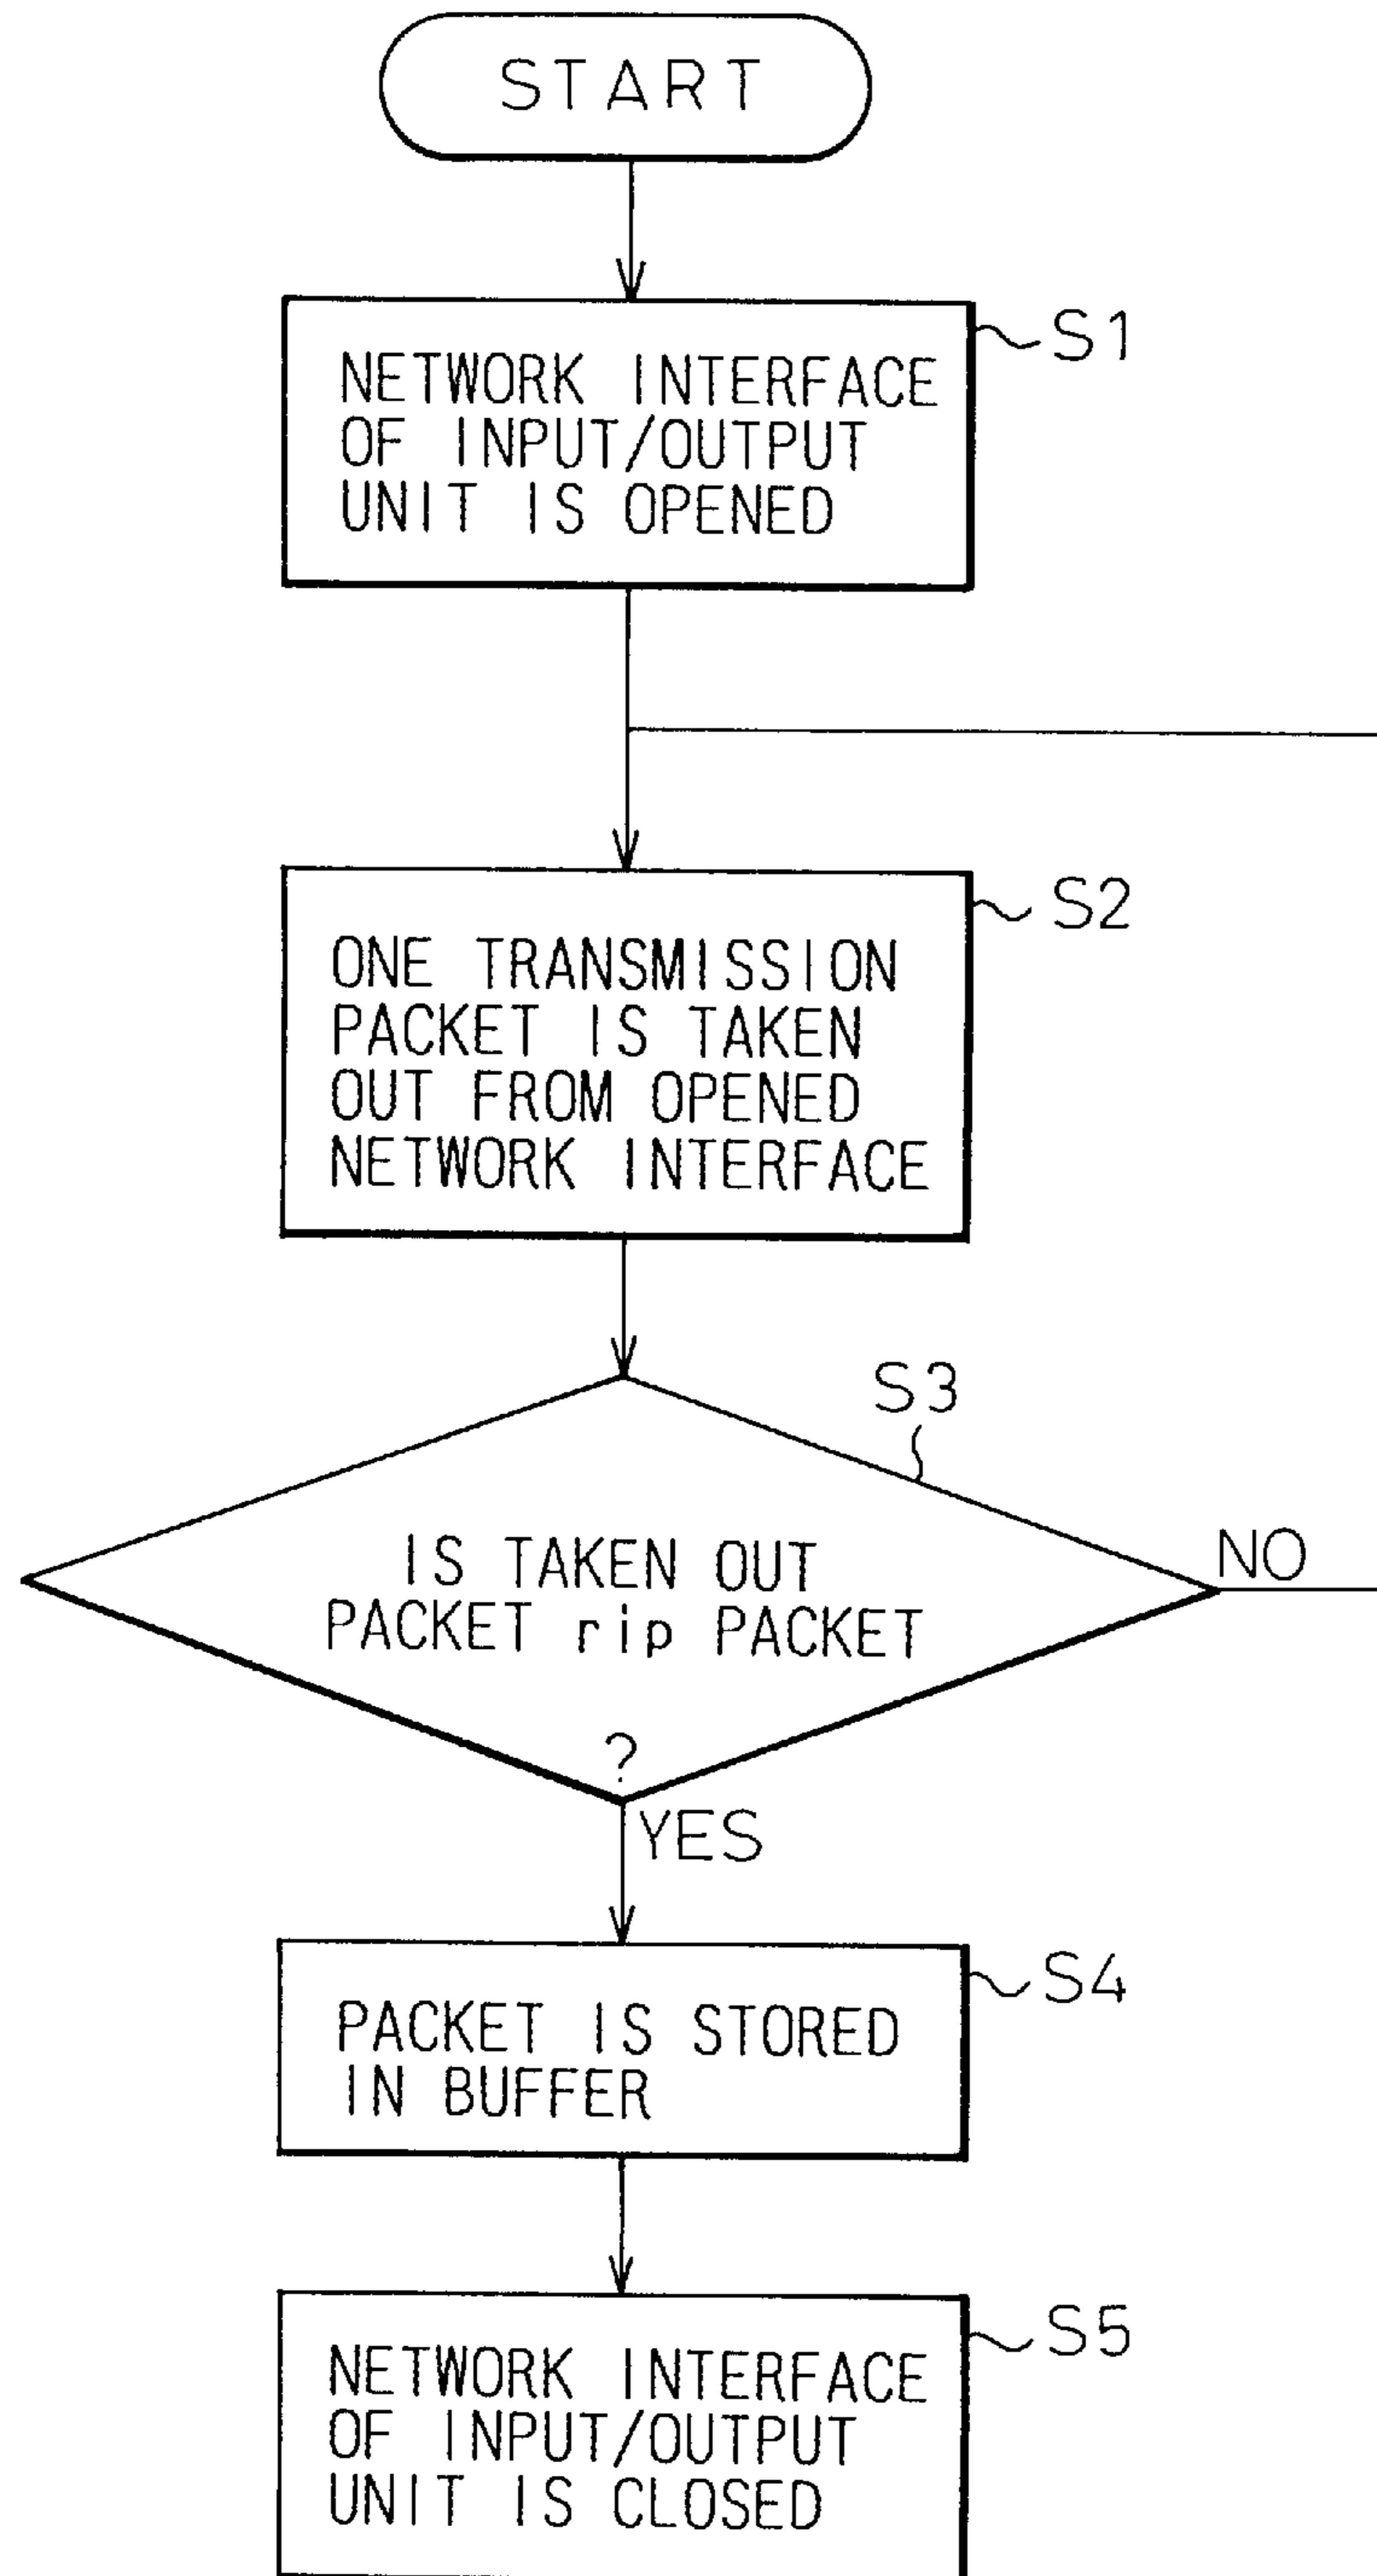 START
NETWORK INTERFACE
OF INPUT/OUTPUT
UNIT IS OPENED
S1
ONE TRANSMISSION
PACKET IS TAKEN
OUT FROM OPENED
NETWORK INTERFACE
S2
S3
IS TAKEN OUT
PACKET rip PACKET
?
NO
YES
PACKET IS STORED
IN BUFFER
S4
NETWORK INTERFACE
OF INPUT/OUTPUT
UNIT IS CLOSED
S5